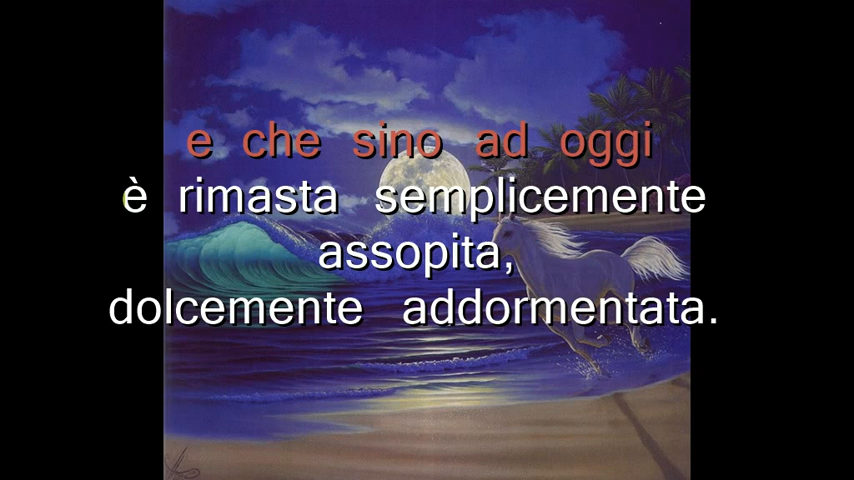 e che sino ad oggi
è rimasta semplicemente
assopita,
dolcemente addormentata.